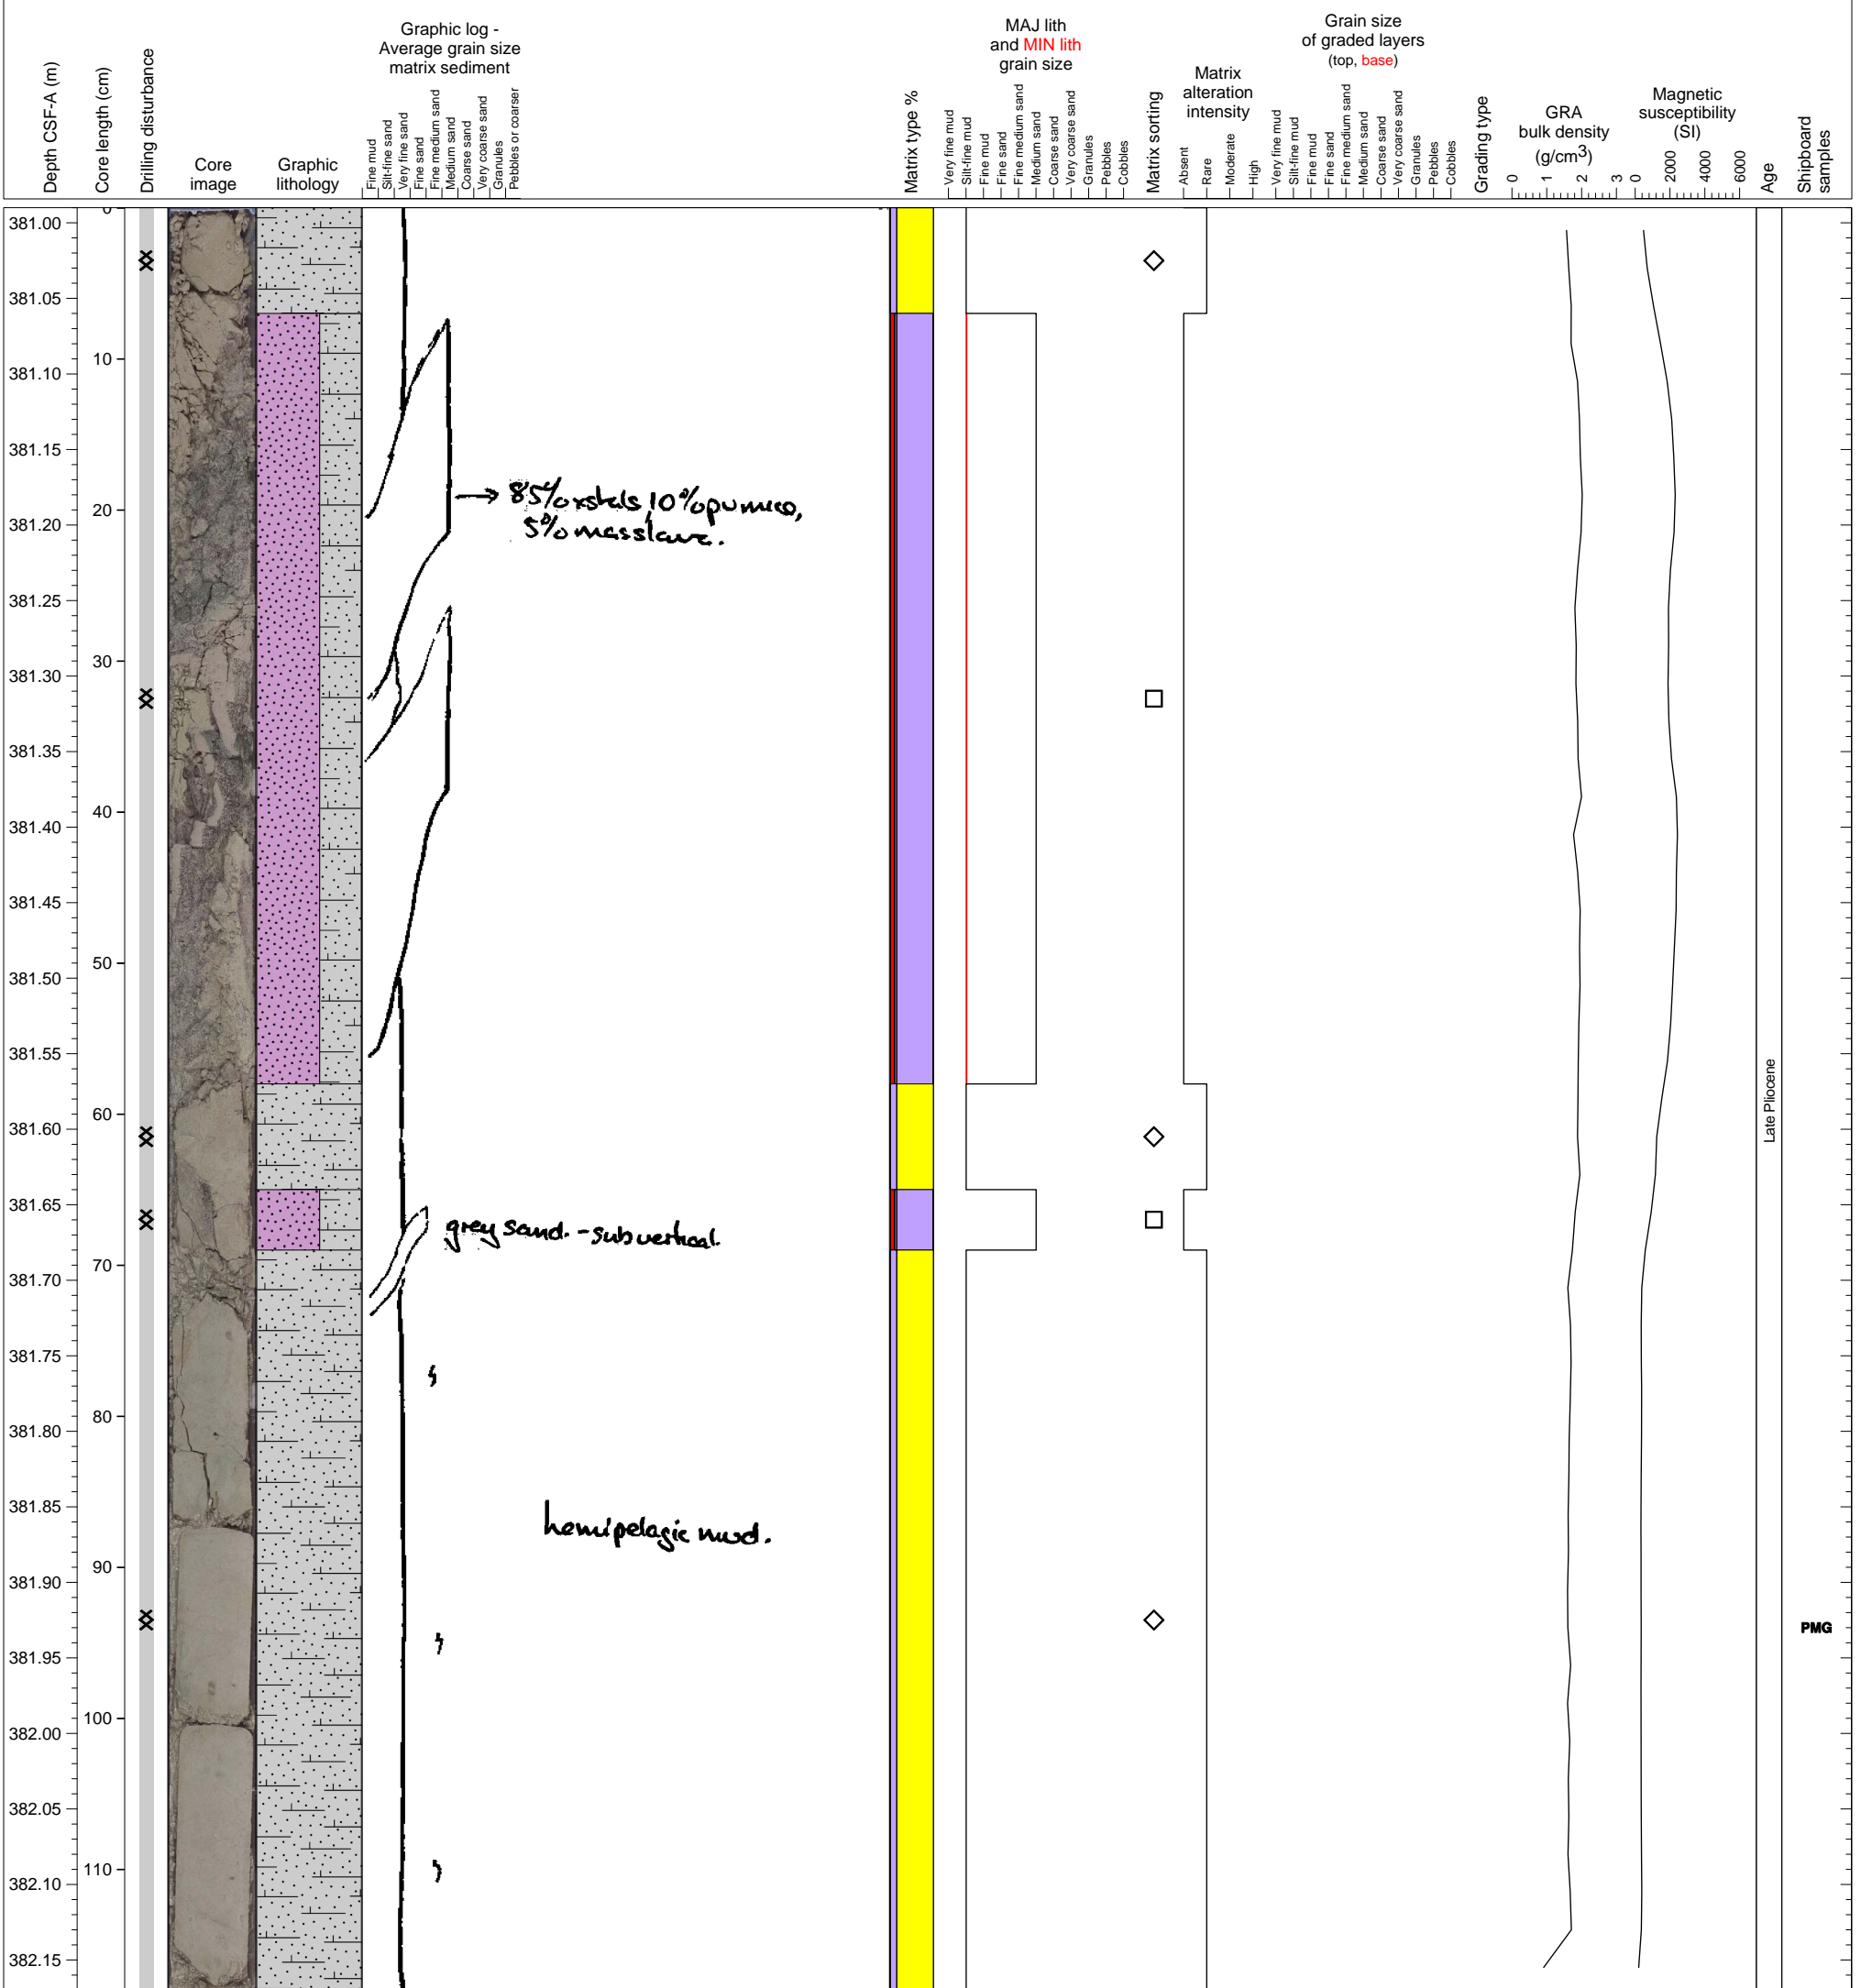 Depth CSF-A (m)
Core length (cm)
Drilling disturbance
Core
image
Graphic
lithology
Graphic log -
Average grain size
matrix sediment
Fine mud
Silt-fine sand
Very fine sand
Fine sand
Fine medium sand
Medium sand
Coarse sand
Very coarse sand
Granules
Pebbles or coarser
Matrix type %
MAJ lith
and MIN lith
grain size
Very fine mud
Silt-fine mud
Fine mud
Fine sand
Fine medium sand
Medium sand
Coarse sand
Very coarse sand
Granules
Pebbles
Cobbles
Matrix sorting
Matrix
alteration
intensity
Absent
Rare
Moderate
High
Grain size
of graded layers
(top, base)
Very fine mud
Silt-fine mud
Fine mud
Fine sand
Fine medium sand
Medium sand
Coarse sand
Very coarse sand
Granules
Pebbles
Cobbles
Grading type
GRA
bulk density
(g/cm3)
0 1 2 3
Magnetic
susceptibility
(SI)
0 2000 4000 6000
Age
Shipboard
samples
0
381.00
381.05
10
381.10
381.15
20
381.20
381.25
30
381.30
381.35
40
381.40
381.45
50
381.50
381.55
60
381.60
381.65
70
381.70
381.75
80
381.80
381.85
90
381.90
381.95
100
382.00
382.05
110
382.10
382.15
85% xstals, 10% pumice,
5% mass lava.
grey sand. - subvertical.
hemipelagic mud.
Late Pliocene
PMG